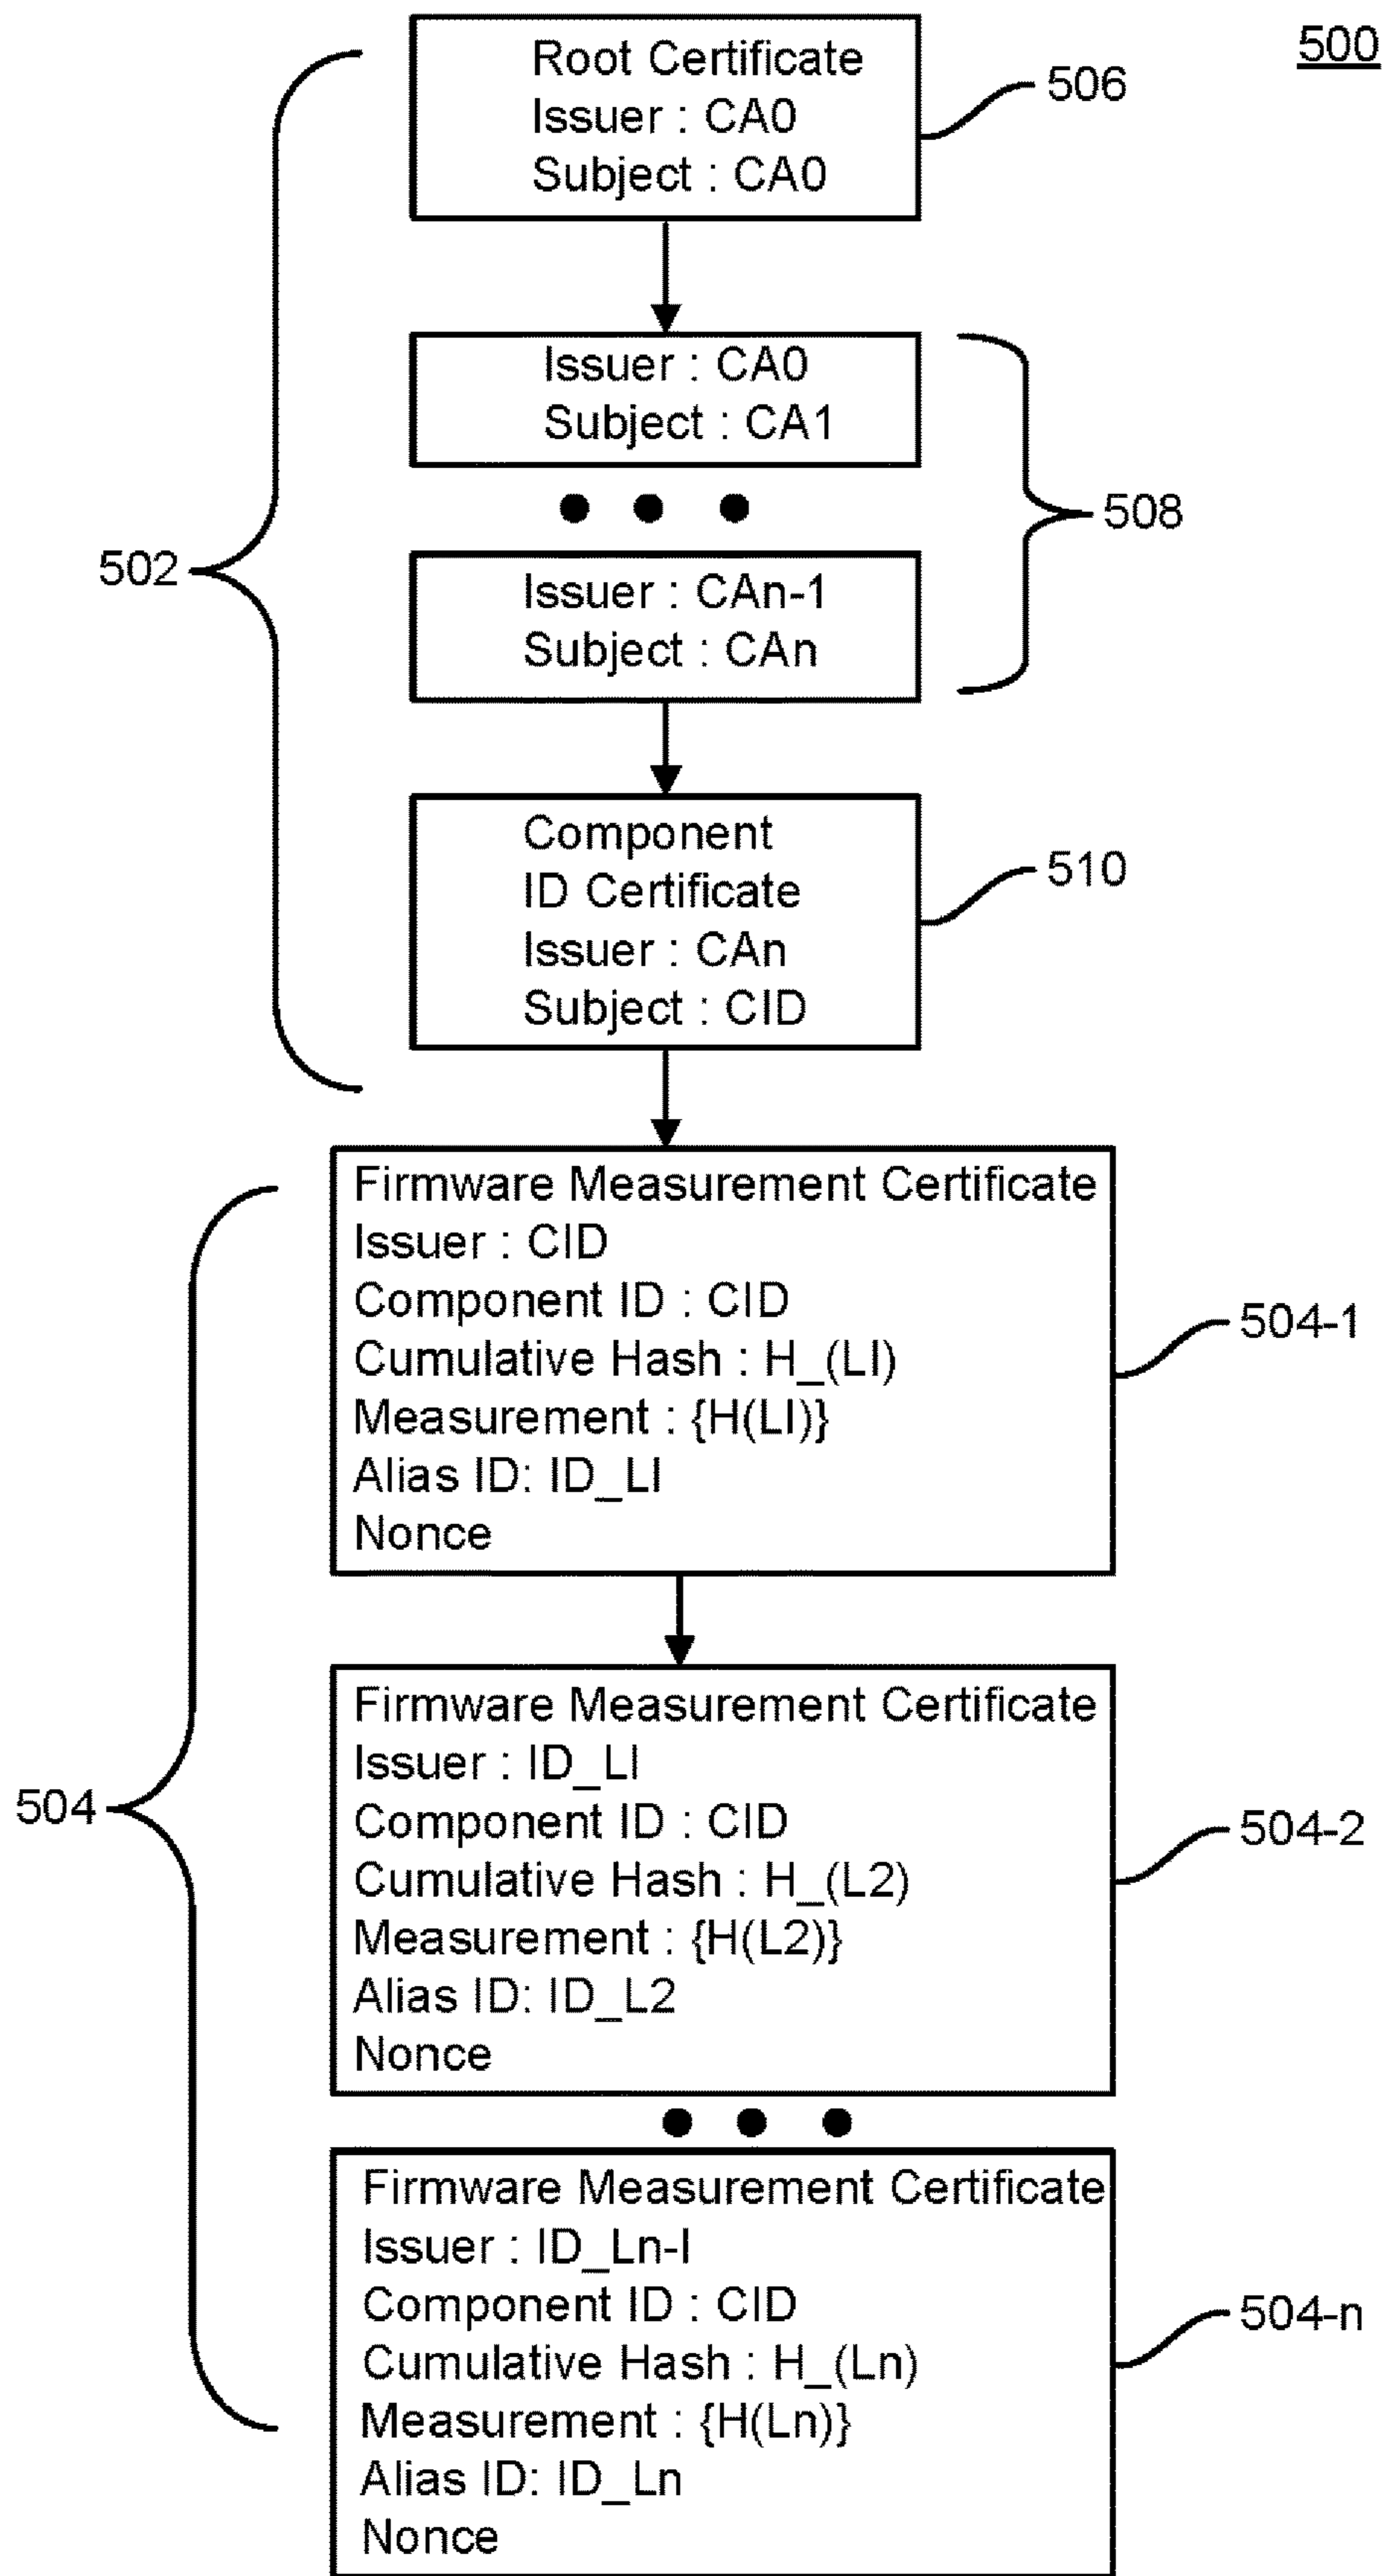 500
Root Certificate
Issuer : CA0
Subject : CA0
506
Issuer : CA0
Subject : CA1
508
502
Issuer : CAn-1
Subject : CAn
Component
ID Certificate
Issuer : CAn
Subject : CID
510
Firmware Measurement Certificate
Issuer : CID
Component ID : CID
Cumulative Hash : H_(LI)
Measurement : {H(LI)}
Alias ID: ID_LI
Nonce
504-1
504
Firmware Measurement Certificate
Issuer : ID_LI
Component ID : CID
Cumulative Hash : H_(L2)
Measurement : {H(L2)}
Alias ID: ID_L2
Nonce
504-2
Firmware Measurement Certificate
Issuer : ID_Ln-I
Component ID : CID
Cumulative Hash : H_(Ln)
Measurement : {H(Ln)}
Alias ID: ID_Ln
Nonce
504-n